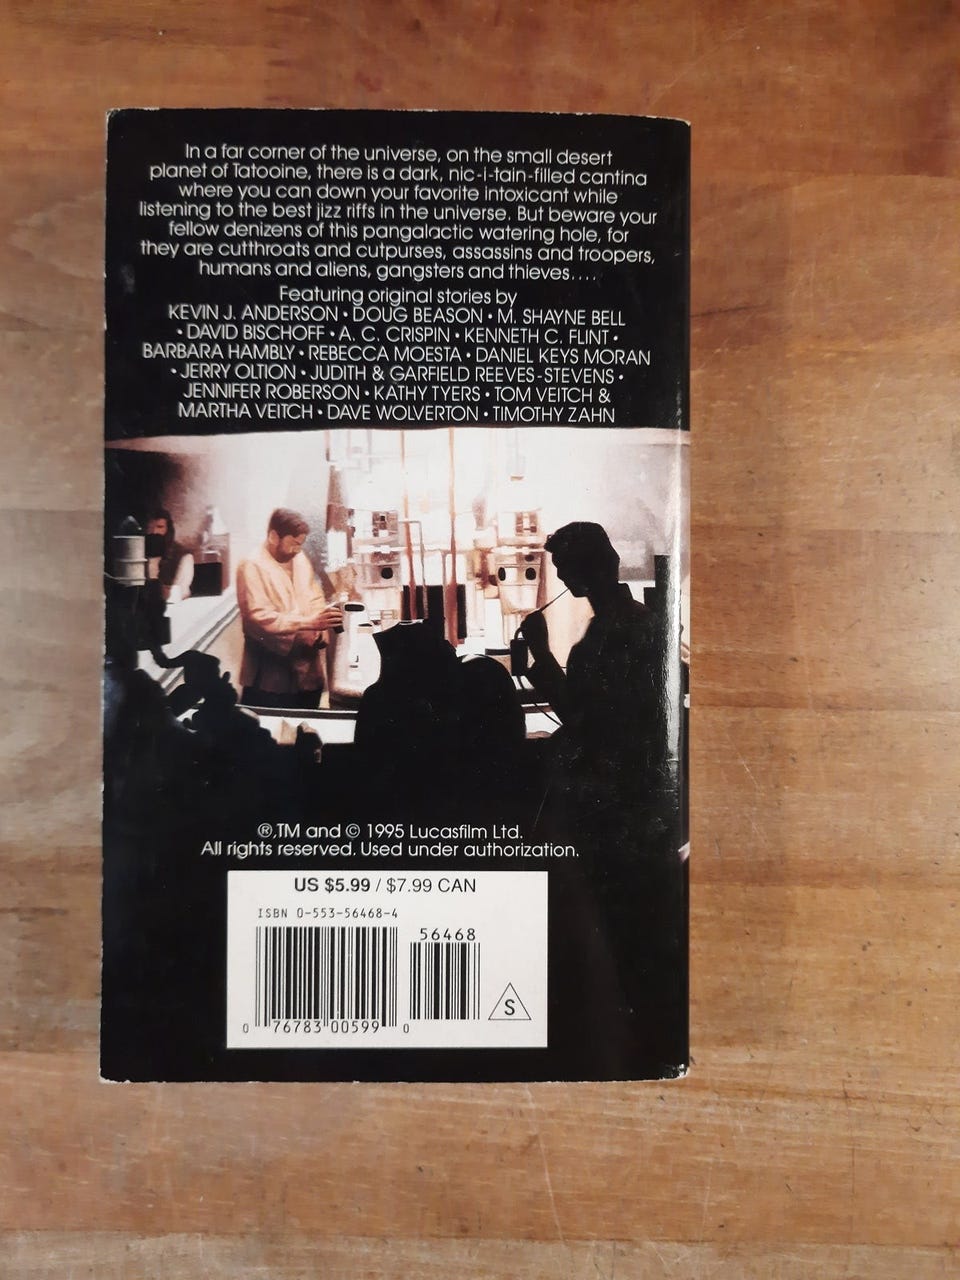 In a far corner of the universe, on the small desert
planet of Tatooine, there is a dark, nic-i-tain-filled cantina
where you can down your favorite intoxicant while
listening to the best jizz riffs in the universe. But beware your
fellow denizens of this pangalactic watering hole, for
they are cutthroats and cutpurses, assassins and troopers,
humans and aliens, gangsters and thieves....
Featuring original stories by
KEVIN J. ANDERSON • DOUG BEASON • M. SHAYNE BELL
• DAVID BISCHOFF • A. C. CRISPIN • KENNETH C. FLINT •
BARBARA HAMBLY • REBECCA MOESTA • DANIEL KEYS MORAN
• JERRY OLTION • JUDITH & GARFIELD REEVES-STEVENS •
JENNIFER ROBERSON • KATHY TYERS • TOM VEITCH &
MARTHA VEITCH • DAVE WOLVERTON • TIMOTHY ZAHN
®,TM and © 1995 Lucasfilm Ltd.
All rights reserved. Used under authorization.
US $5.99 / $7.99 CAN
ISBN 0-553-56468-4
56468
S
0 76783 00599 0